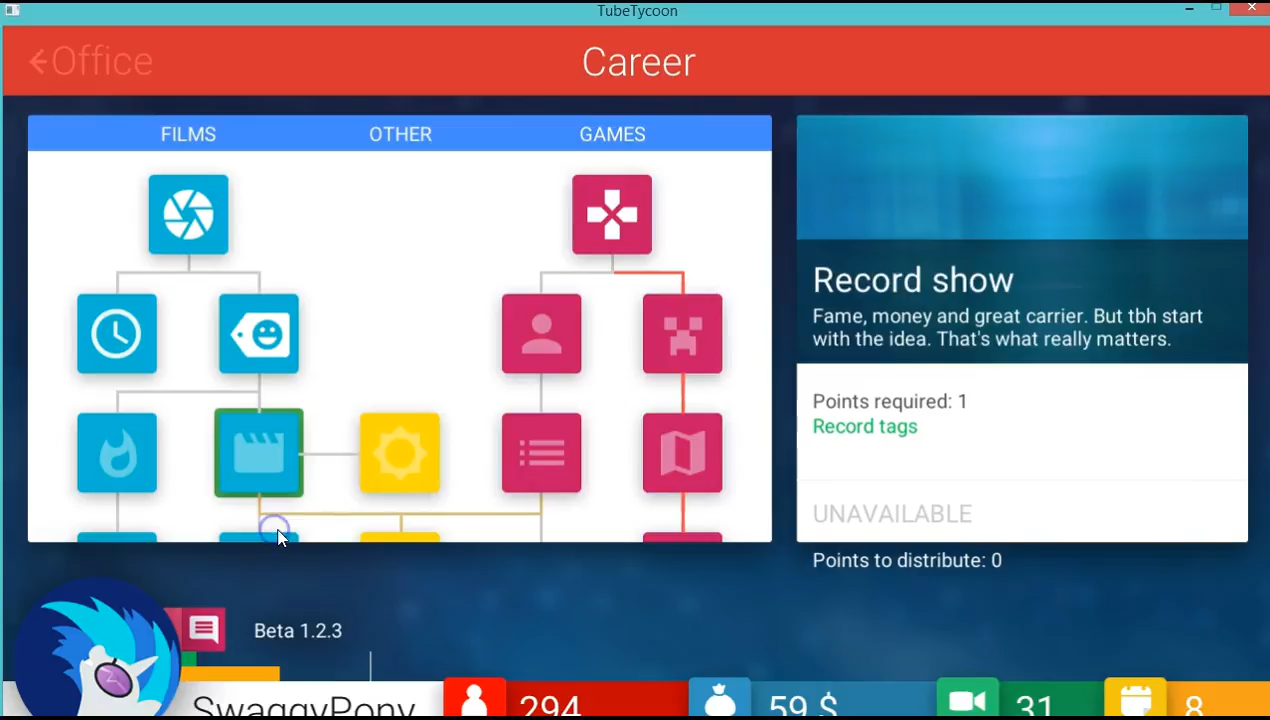 TubeTycoon
Office
Career
FILMS
OTHER
GAMES
Record show
Fame, money and great carrier. But tbh start
with the idea. That's what really matters.
Points required: 1
Record tags
UNAVAILABLE
Points to distribute: 0
Beta 1.2.3
SwaggyPony
294
59 $
31
8